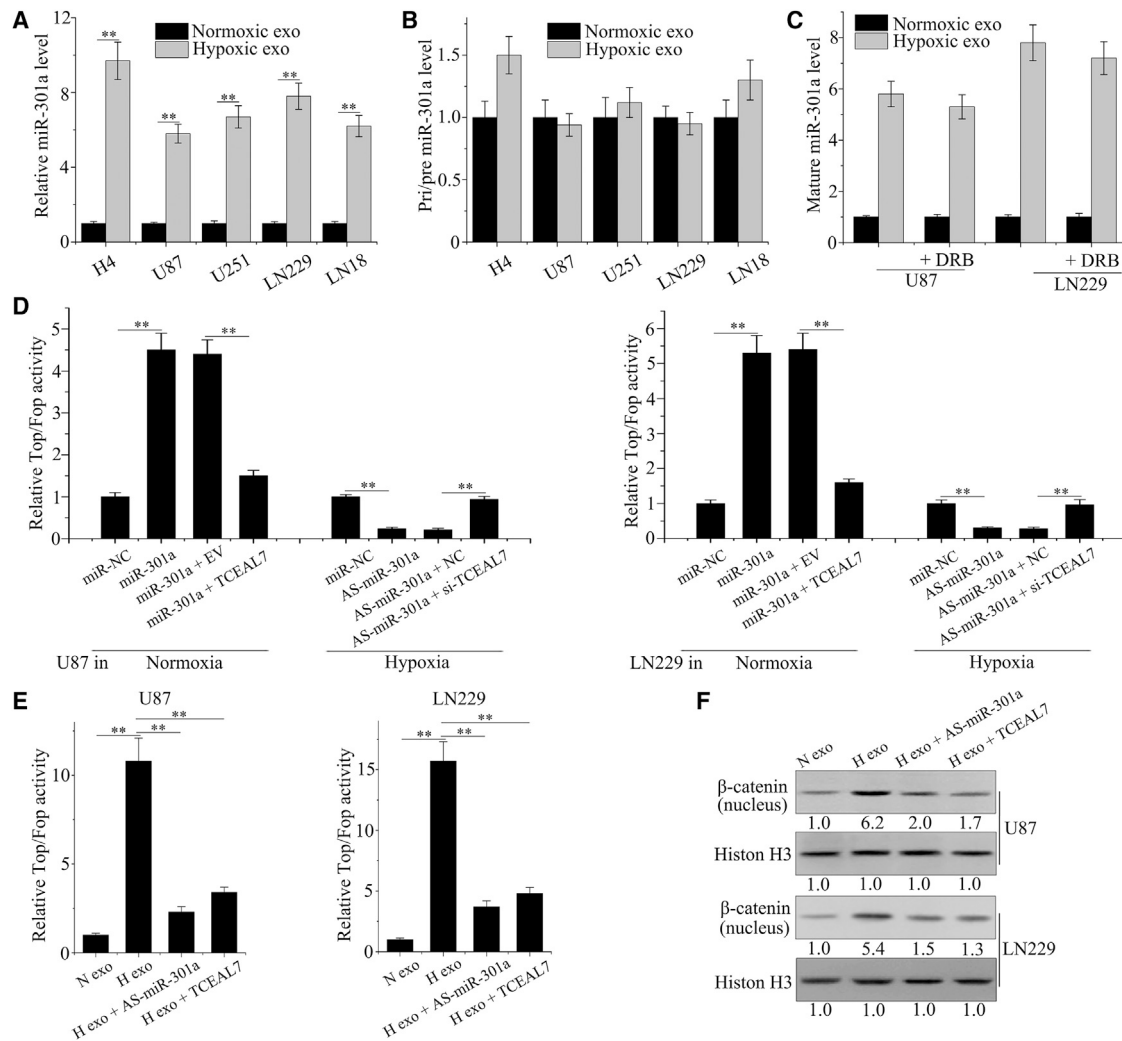 A
Relative miR-301a level
12
8
4
0
Normoxic exo
Hypoxic exo
**
**
**
**
**
H4
U87
U251
LN229
LN18
B
Pri/pre miR-301a level
1.5
1.0
0.5
0
Normoxic exo
Hypoxic exo
H4
U87
U251
LN229
LN18
C
Mature miR-301a level
8
6
4
2
0
Normoxic exo
Hypoxic exo
+ DRB
+ DRB
U87
LN229
D
Relative Top/Fop activity
5
4
3
2
1
0
**
**
**
**
miR-NC
miR-301a
miR-301a + EV
miR-301a + TCEAL7
miR-NC
AS-miR-301a
AS-miR-301a + NC
AS-miR-301a + si-TCEAL7
U87 in
Normoxia
Hypoxia
Relative Top/Fop activity
6
5
4
3
2
1
0
**
**
**
**
miR-NC
miR-301a
miR-301a + EV
miR-301a + TCEAL7
miR-NC
AS-miR-301a
AS-miR-301a + NC
AS-miR-301a + si-TCEAL7
LN229 in
Normoxia
Hypoxia
E
U87
Relative Top/Fop activity
10
5
0
**
**
**
N exo
H exo
H exo + AS-miR-301a
H exo + TCEAL7
LN229
Relative Top/Fop activity
15
10
5
0
**
**
**
N exo
H exo
H exo + AS-miR-301a
H exo + TCEAL7
F
N exo
H exo
H exo + AS-miR-301a
H exo + TCEAL7
β-catenin
(nucleus)
1.0 6.2 2.0 1.7
U87
Histon H3
1.0 1.0 1.0 1.0
β-catenin
(nucleus)
1.0 5.4 1.5 1.3
LN229
Histon H3
1.0 1.0 1.0 1.0